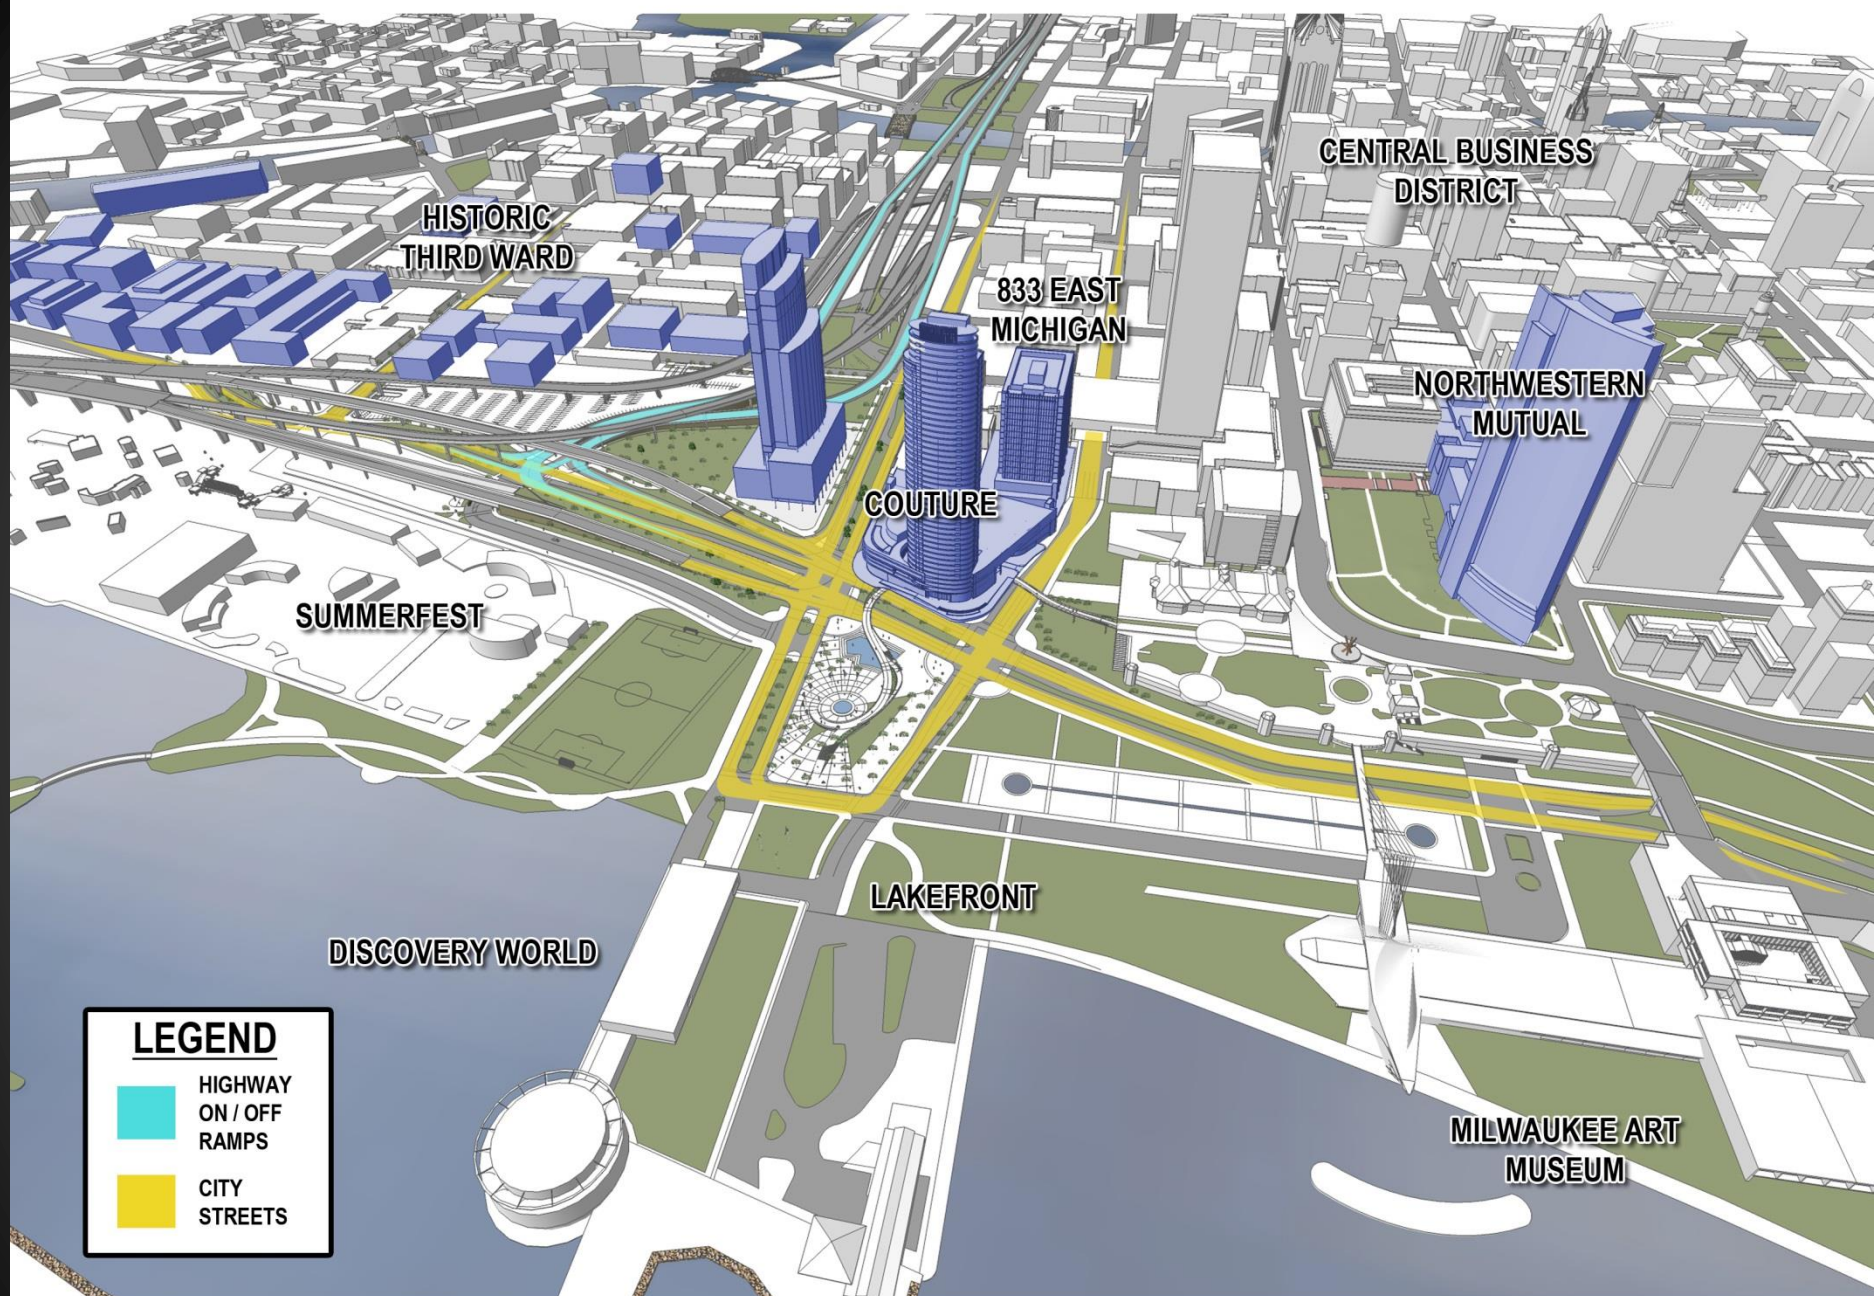 CENTRAL BUSINESS
DISTRICT
HISTORIC
THIRD WARD
833 EAST
MICHIGAN
NORTHWESTERN
MUTUAL
COUTURE
SUMMERFEST
LAKEFRONT
DISCOVERY WORLD
LEGEND
HIGHWAY
ON / OFF
RAMPS
CITY
STREETS
MILWAUKEE ART
MUSEUM